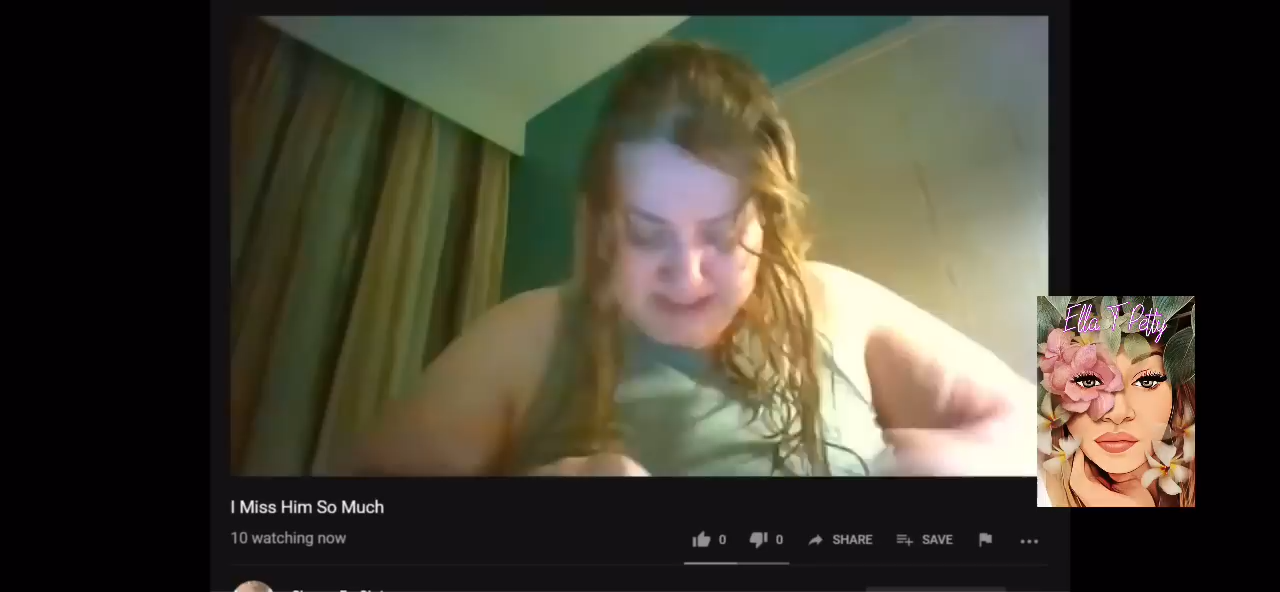 Ella T Petty
I Miss Him So Much
10 watching now
0 0 SHARE SAVE